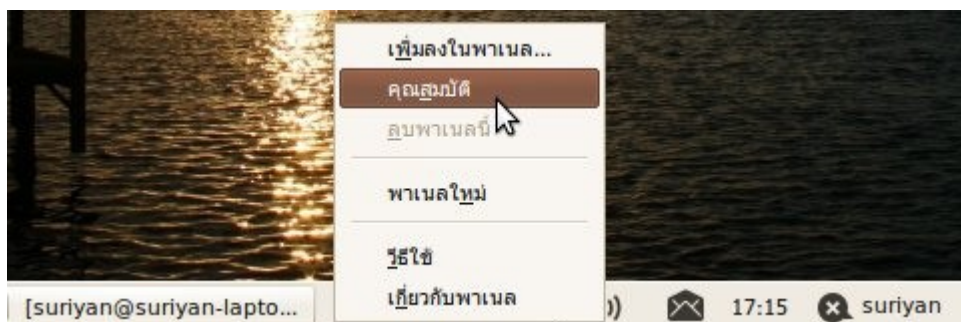 เพิ่มลงในพาเนล...
คุณสมบัติ
ลบพาเนลนี้
พาเนลใหม่
วิธีใช้
เกี่ยวกับพาเนล
[suriyan@suriyan-lapto... 17:15 suriyan